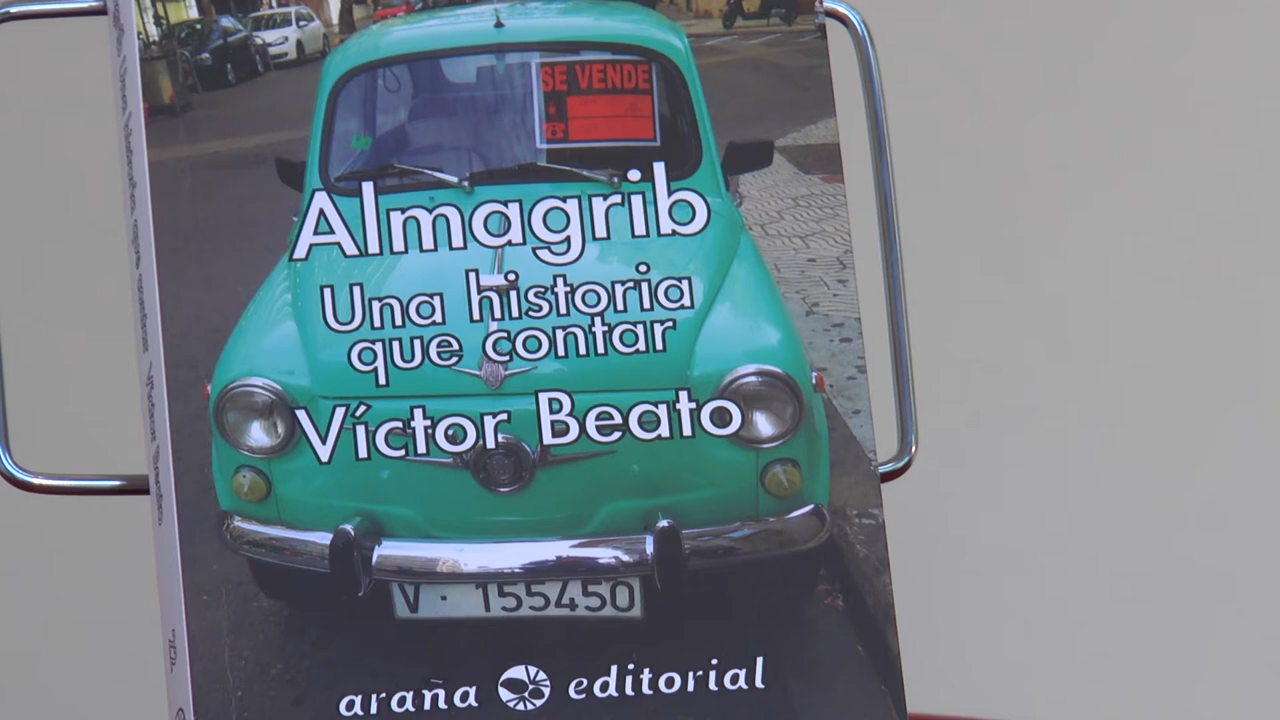 SE VENDE
Almagrib
Una historia
que contar
Víctor Beato
V · 155450
araña editorial